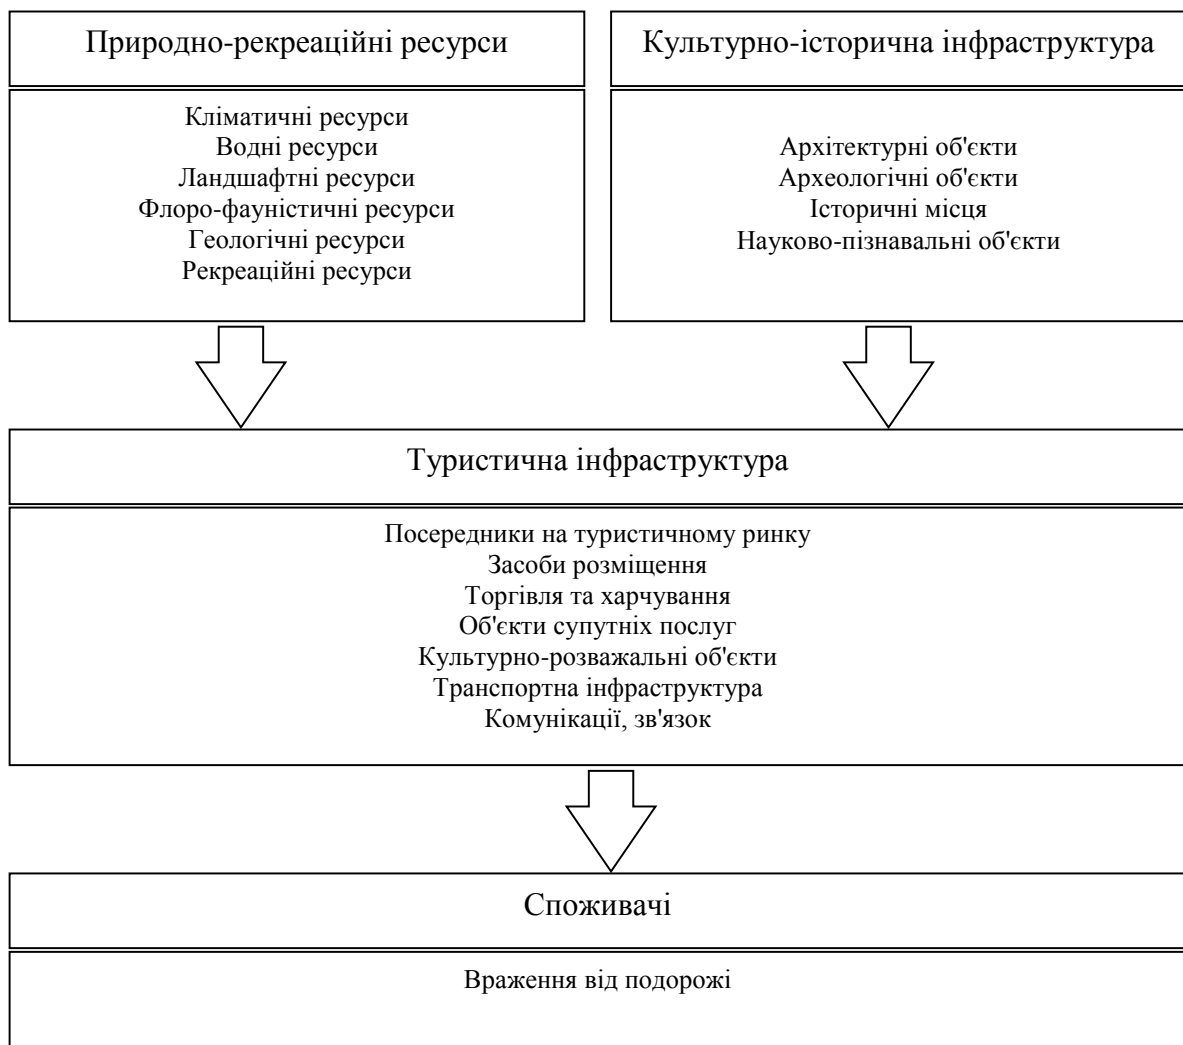 Природно-рекреаційні ресурси
Кліматичні ресурси
Водні ресурси
Ландшафтні ресурси
Флоро-фауністичні ресурси
Геологічні ресурси
Рекреаційні ресурси
Культурно-історична інфраструктура
Архітектурні об'єкти
Археологічні об'єкти
Історичні місця
Науково-пізнавальні об'єкти
Туристична інфраструктура
Посередники на туристичному ринку
Засоби розміщення
Торгівля та харчування
Об'єкти супутніх послуг
Культурно-розважальні об'єкти
Транспортна інфраструктура
Комунікації, зв'язок
Споживачі
Враження від подорожі